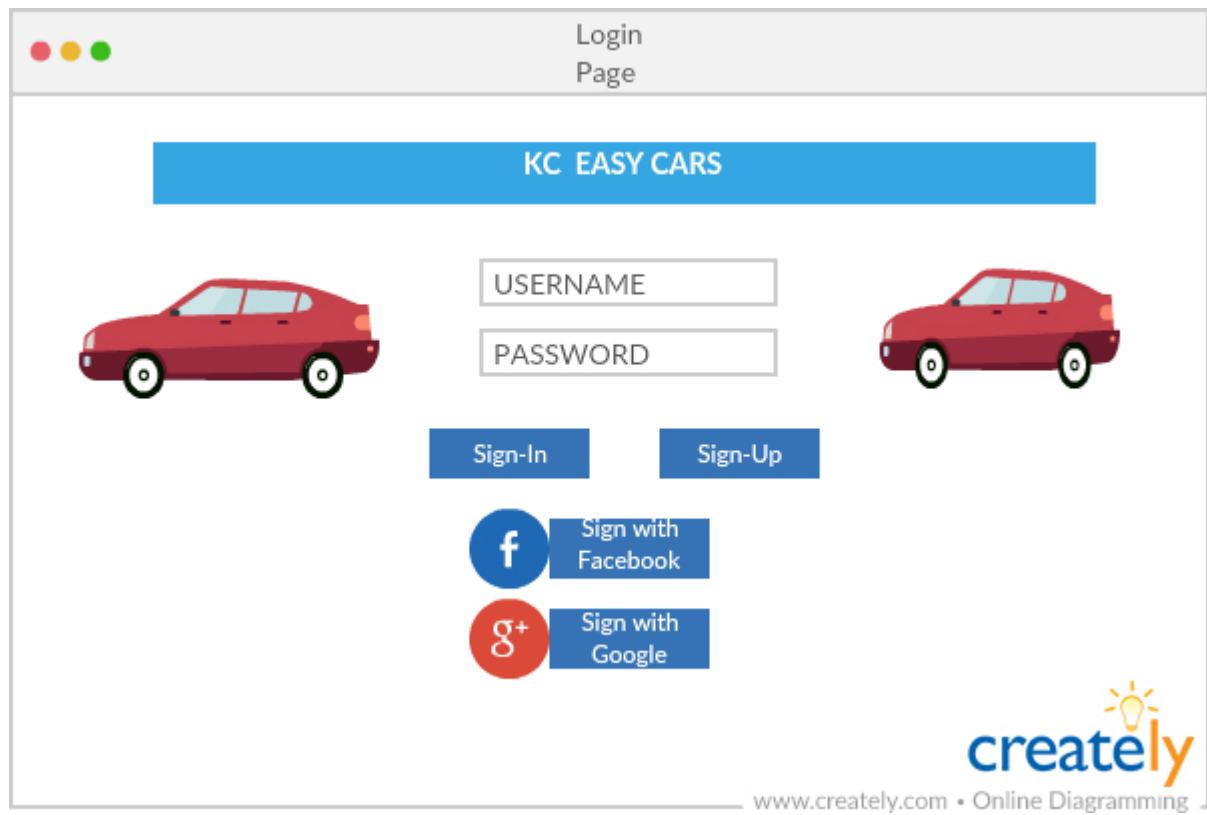 Login
Page
KC EASY CARS
USERNAME
PASSWORD
Sign-In
Sign-Up
f
Sign with
Facebook
g+
Sign with
Google
creately
www.creately.com • Online Diagramming